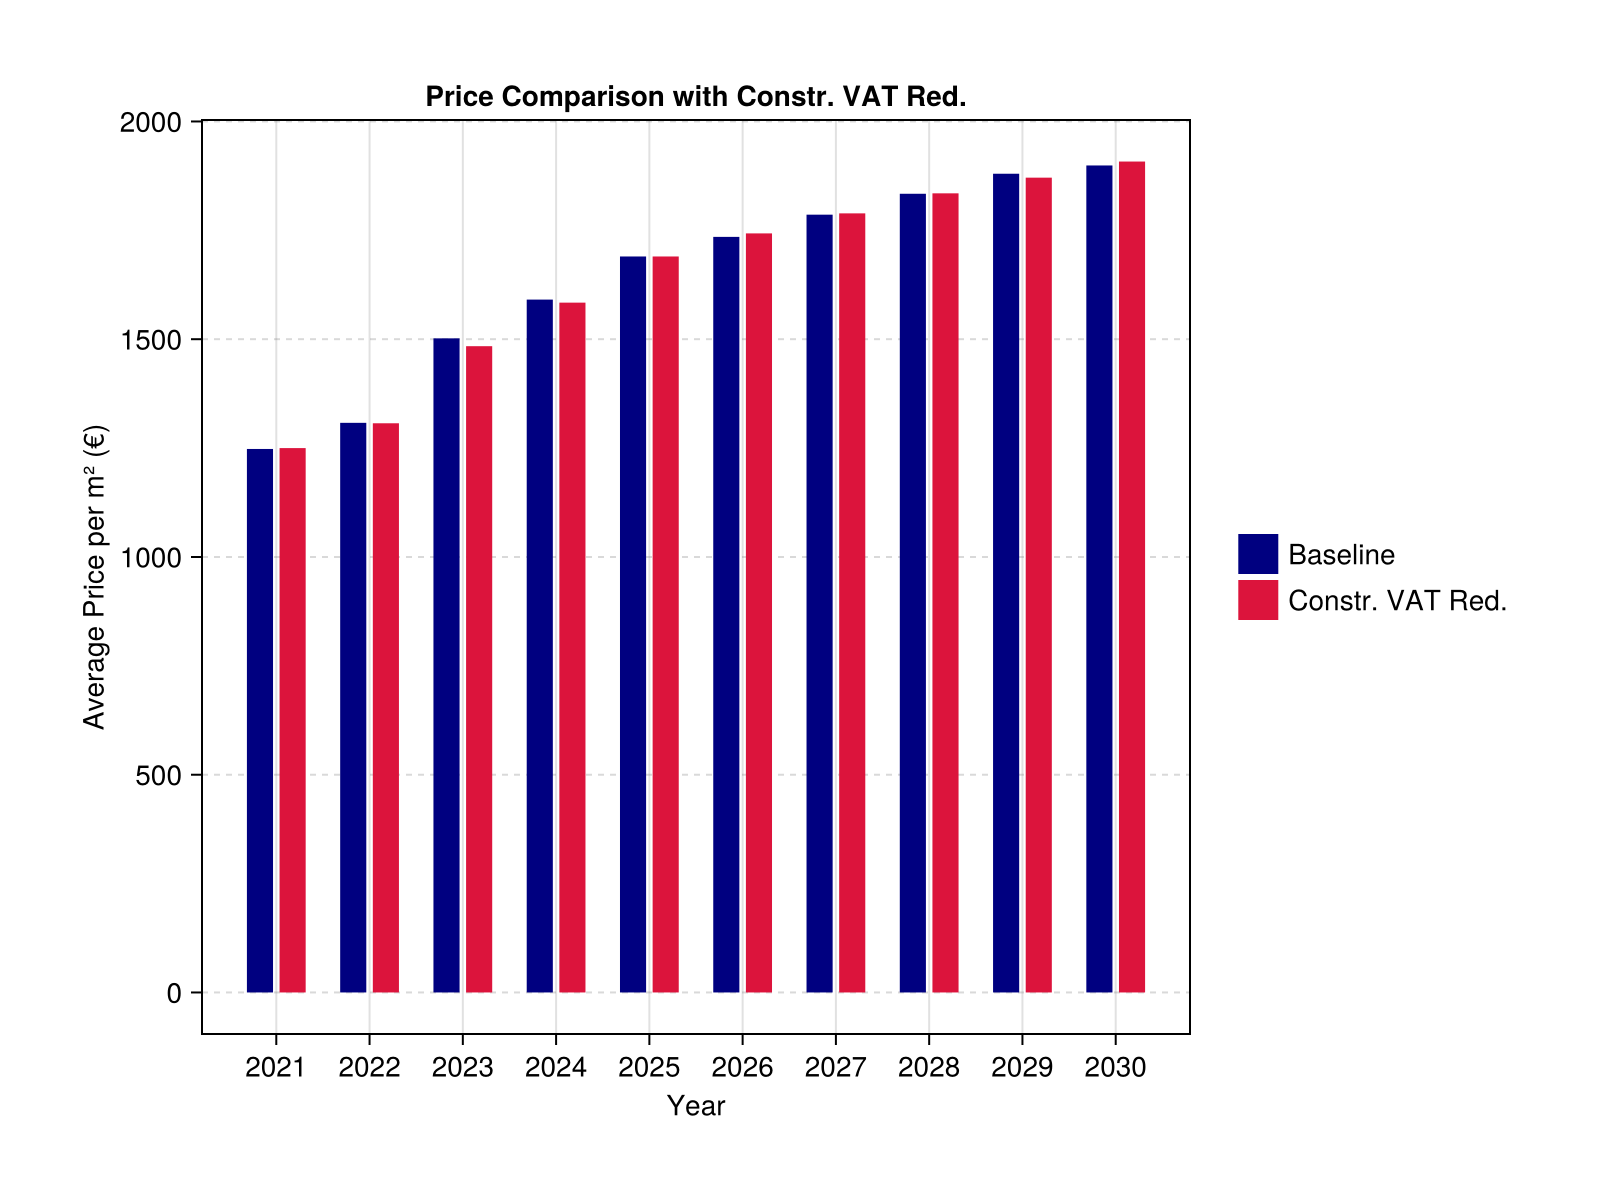 Price Comparison with Constr. VAT Red.
2000
1500
1000
500
0
Average Price per m² (€)
2021 2022 2023 2024 2025 2026 2027 2028 2029 2030
Year
Baseline
Constr. VAT Red.